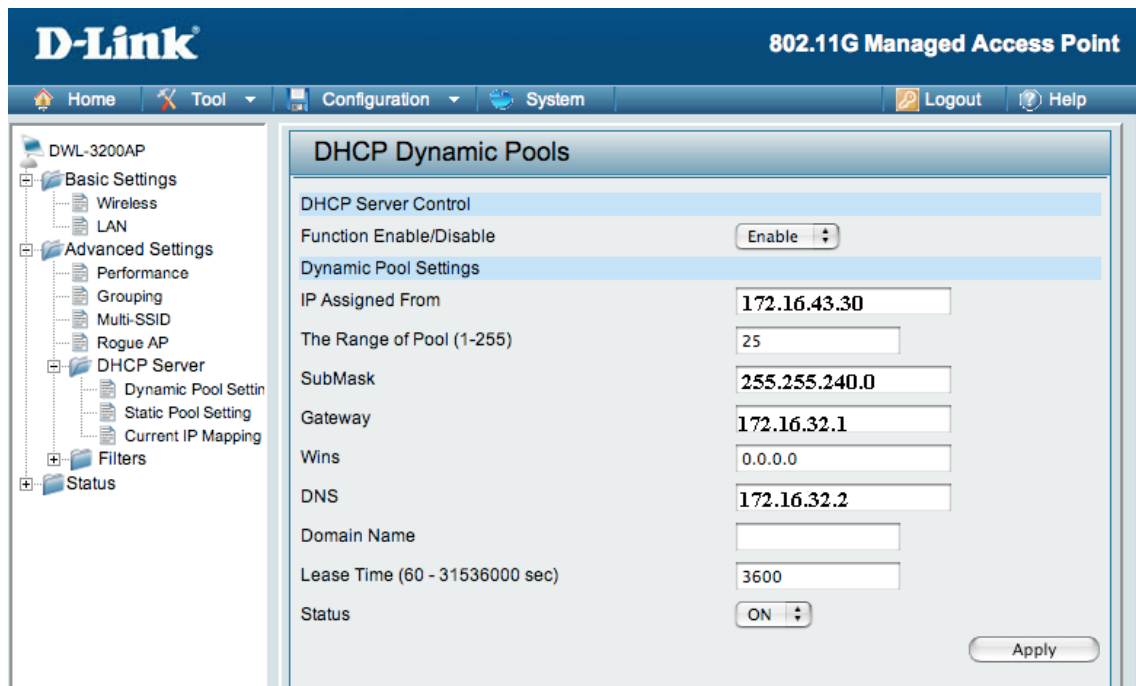 D-Link
802.11G Managed Access Point
Home Tool Configuration System Logout Help
DWL-3200AP
Basic Settings
Wireless
LAN
Advanced Settings
Performance
Grouping
Multi-SSID
Rogue AP
DHCP Server
Dynamic Pool Settin
Static Pool Setting
Current IP Mapping
Filters
Status
DHCP Dynamic Pools
DHCP Server Control
Function Enable/Disable Enable
Dynamic Pool Settings
IP Assigned From 172.16.43.30
The Range of Pool (1-255) 25
SubMask 255.255.240.0
Gateway 172.16.32.1
Wins 0.0.0.0
DNS 172.16.32.2
Domain Name
Lease Time (60 - 31536000 sec) 3600
Status ON
Apply